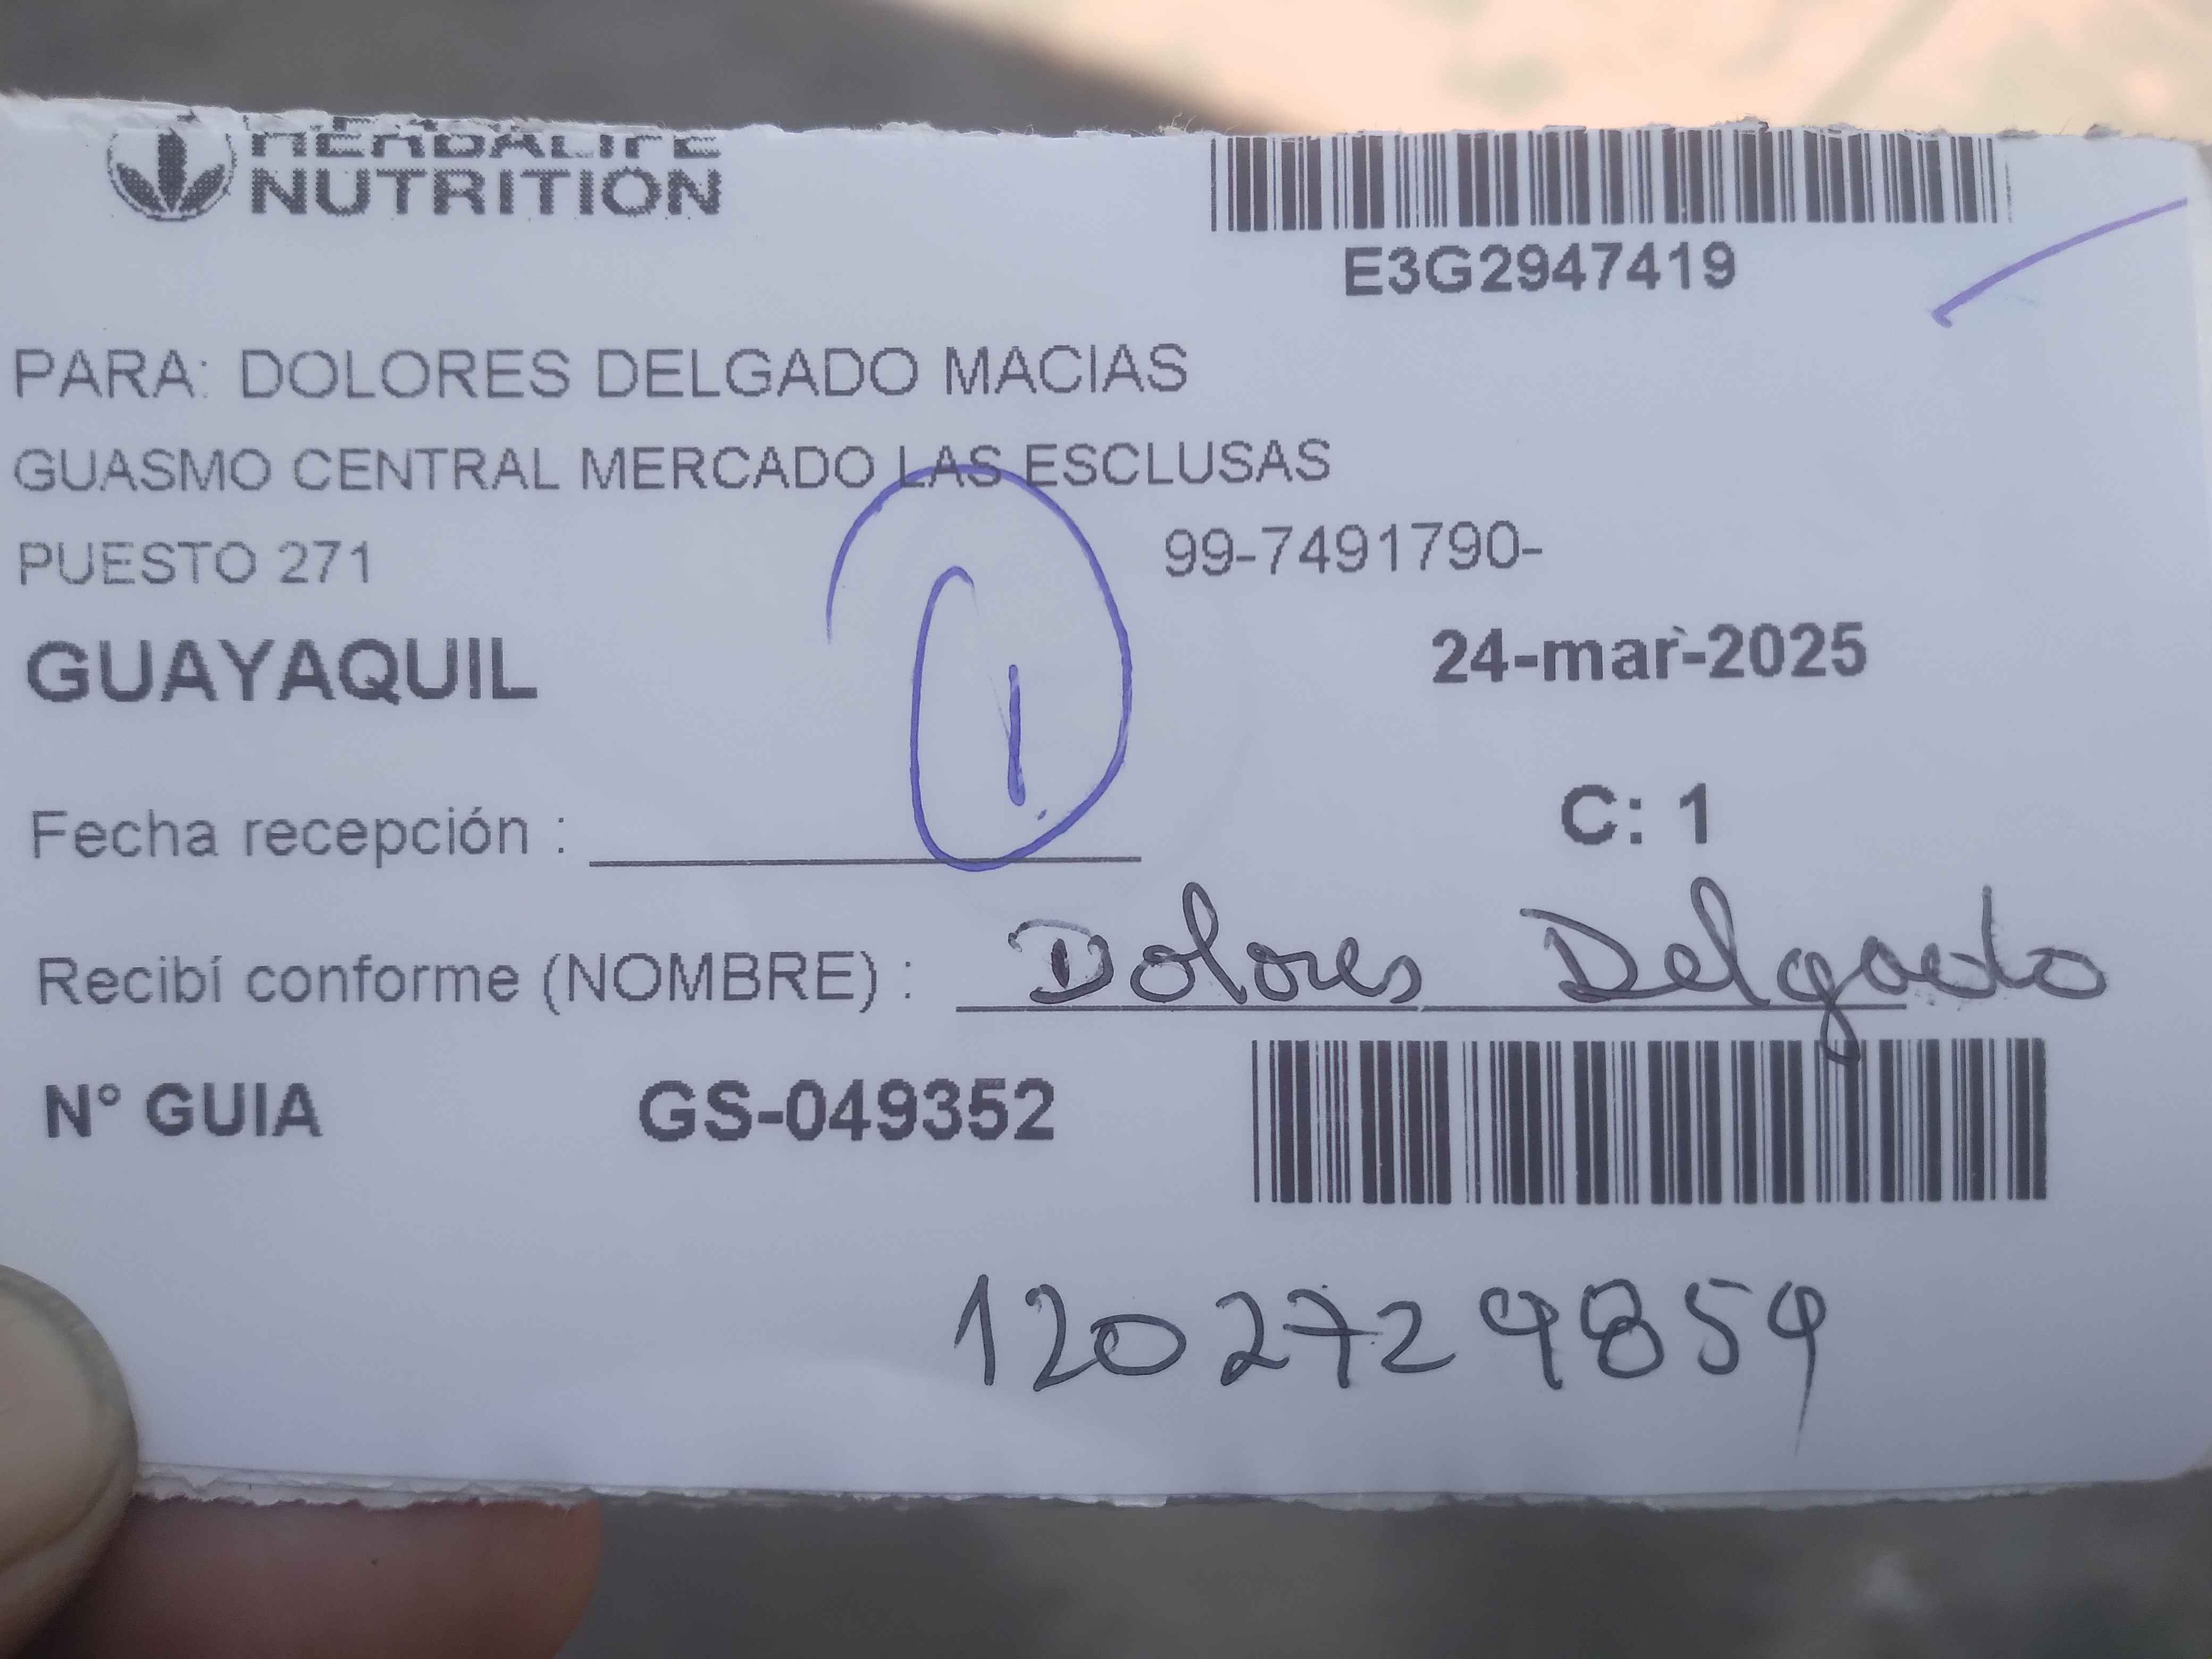 HERBALIFE
NUTRITION
E3G2947419
PARA: DOLORES DELGADO MACIAS
GUASMO CENTRAL MERCADO LAS ESCLUSAS
PUESTO 271 99-7491790-
GUAYAQUIL 24-mar-2025
1
Fecha recepción : C: 1
Recibí conforme (NOMBRE) : Dolores Delgado
N° GUIA GS-049352
1202729859